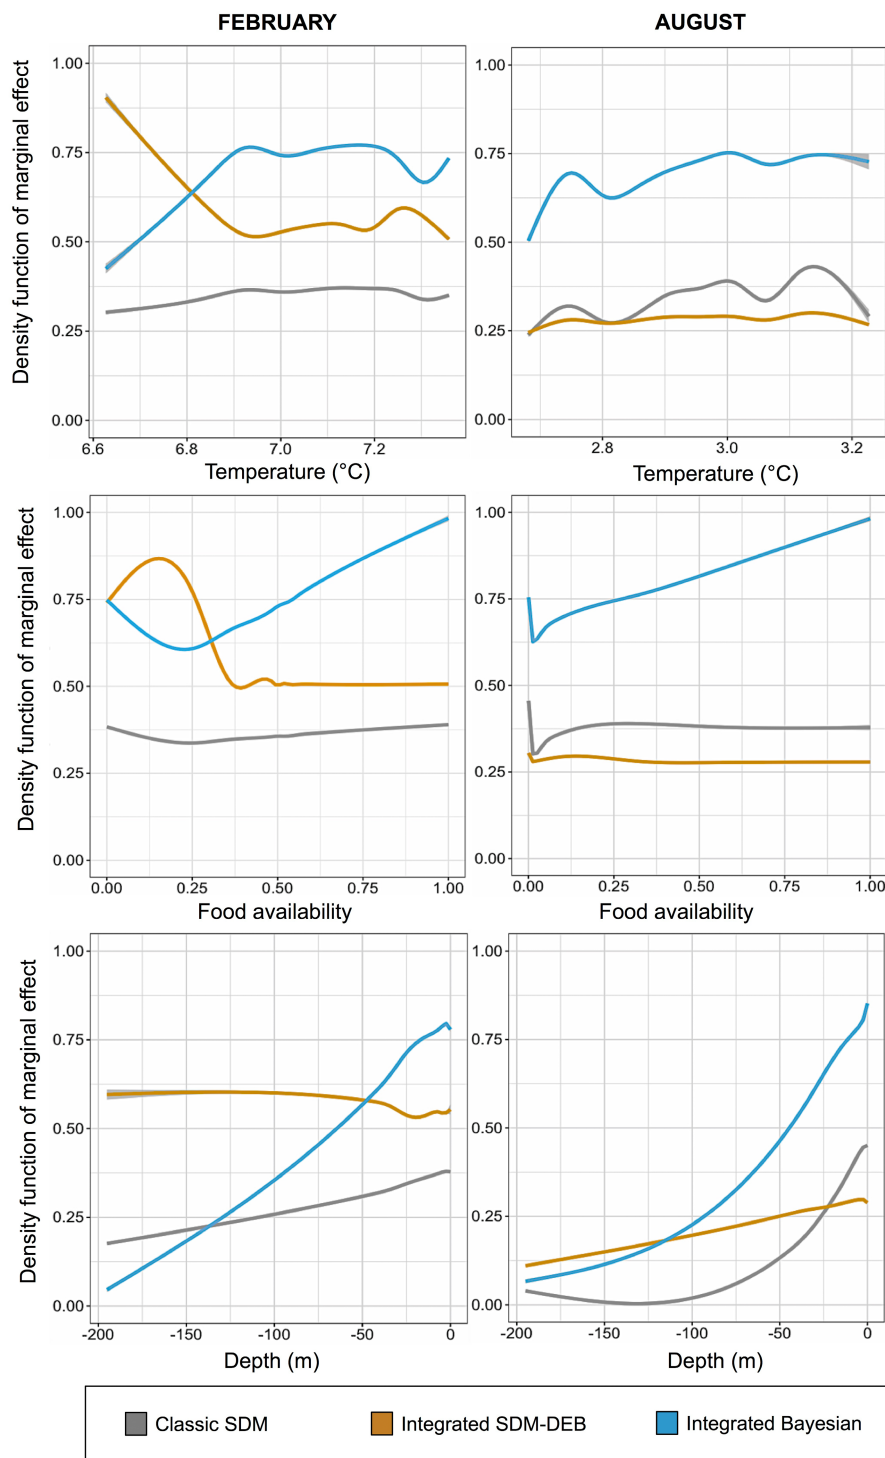 FEBRUARY AUGUST
Density function of marginal effect
1.00 1.00
0.75 0.75
0.50 0.50
0.25 0.25
0.00 0.00
6.6 6.8 7.0 7.2 2.8 3.0 3.2
Temperature (°C) Temperature (°C)
Density function of marginal effect
1.00 1.00
0.75 0.75
0.50 0.50
0.25 0.25
0.00 0.00
0.00 0.25 0.50 0.75 1.00 0.00 0.25 0.50 0.75 1.00
Food availability Food availability
Density function of marginal effect
1.00 1.00
0.75 0.75
0.50 0.50
0.25 0.25
0.00 0.00
-200 -150 -100 -50 0 -200 -150 -100 -50 0
Depth (m) Depth (m)
Classic SDM Integrated SDM-DEB Integrated Bayesian